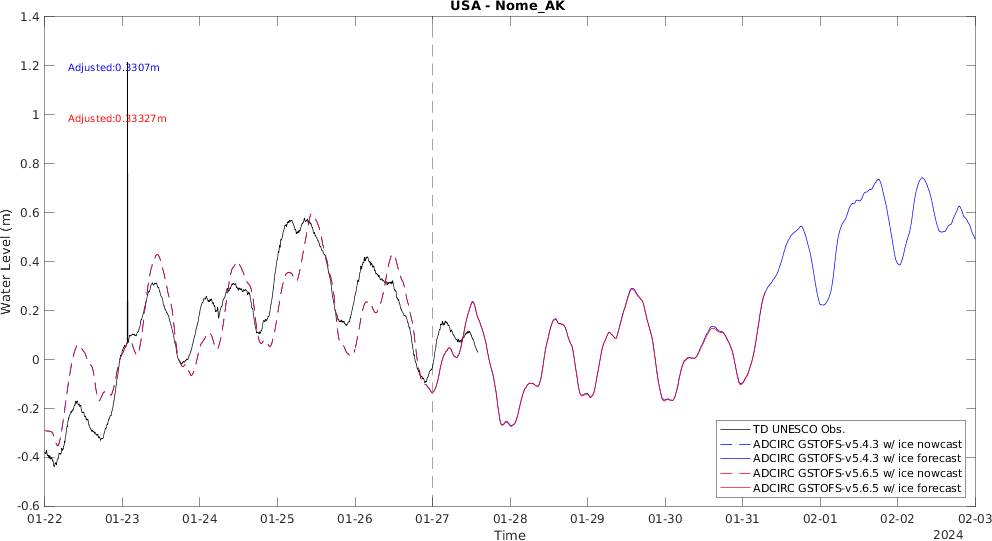 USA - Nome_AK
1.4
1.2
1
0.8
0.6
0.4
0.2
0
-0.2
-0.4
-0.6
Water Level (m)
Adjusted:0.3307m
Adjusted:0.33327m
TD UNESCO Obs.
ADCIRC GSTOFS-v5.4.3 w/ ice nowcast
ADCIRC GSTOFS-v5.4.3 w/ ice forecast
ADCIRC GSTOFS-v5.6.5 w/ ice nowcast
ADCIRC GSTOFS-v5.6.5 w/ ice forecast
01-22 01-23 01-24 01-25 01-26 01-27 01-28 01-29 01-30 01-31 02-01 02-02 02-03
Time
2024